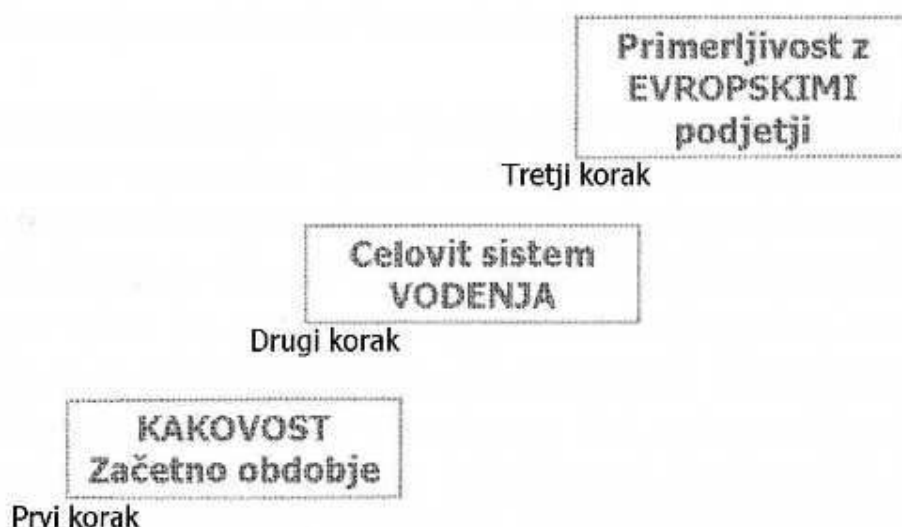 Primerljivost z
EVROPSKIMI
podjetji
Tretji korak
Celovit sistem
VODENJA
Drugi korak
KAKOVOST
Začetno obdobje
Prvi korak